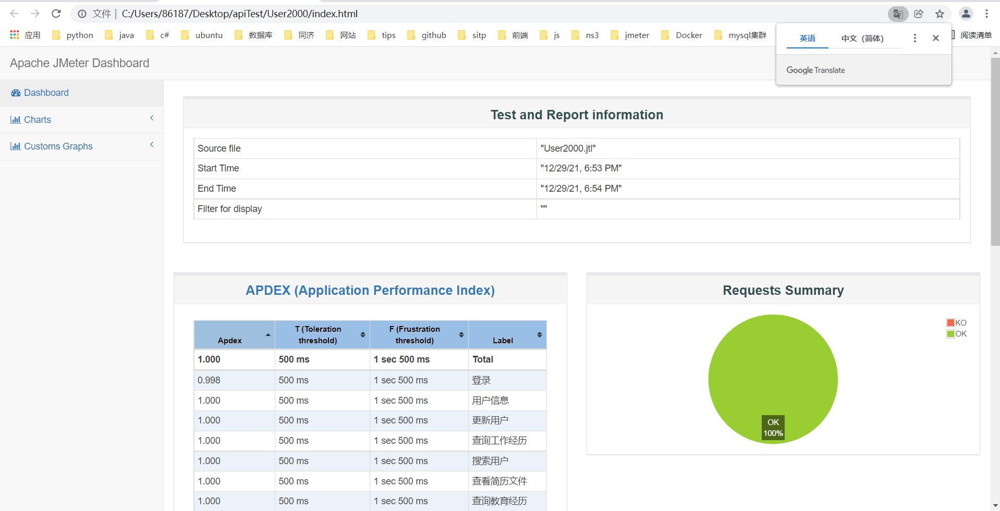 文件 | C:/Users/86187/Desktop/apiTest/User2000/index.html
应用 python java c# ubuntu 数据库 同济 网站 tips github sitp 前端 js ns3 jmeter Docker mysql集群 阅读清单
英语 中文（简体）
Google Translate
Apache JMeter Dashboard
Dashboard
Charts
Customs Graphs
Test and Report information
Source file "User2000.jtl"
Start Time "12/29/21, 6:53 PM"
End Time "12/29/21, 6:54 PM"
Filter for display ""
APDEX (Application Performance Index)
Apdex T (Toleration threshold) F (Frustration threshold) Label
1.000 500 ms 1 sec 500 ms Total
0.998 500 ms 1 sec 500 ms 登录
1.000 500 ms 1 sec 500 ms 用户信息
1.000 500 ms 1 sec 500 ms 更新用户
1.000 500 ms 1 sec 500 ms 查询工作经历
1.000 500 ms 1 sec 500 ms 搜索用户
1.000 500 ms 1 sec 500 ms 查看简历文件
1.000 500 ms 1 sec 500 ms 查询教育经历
Requests Summary
KO
OK
OK
100%